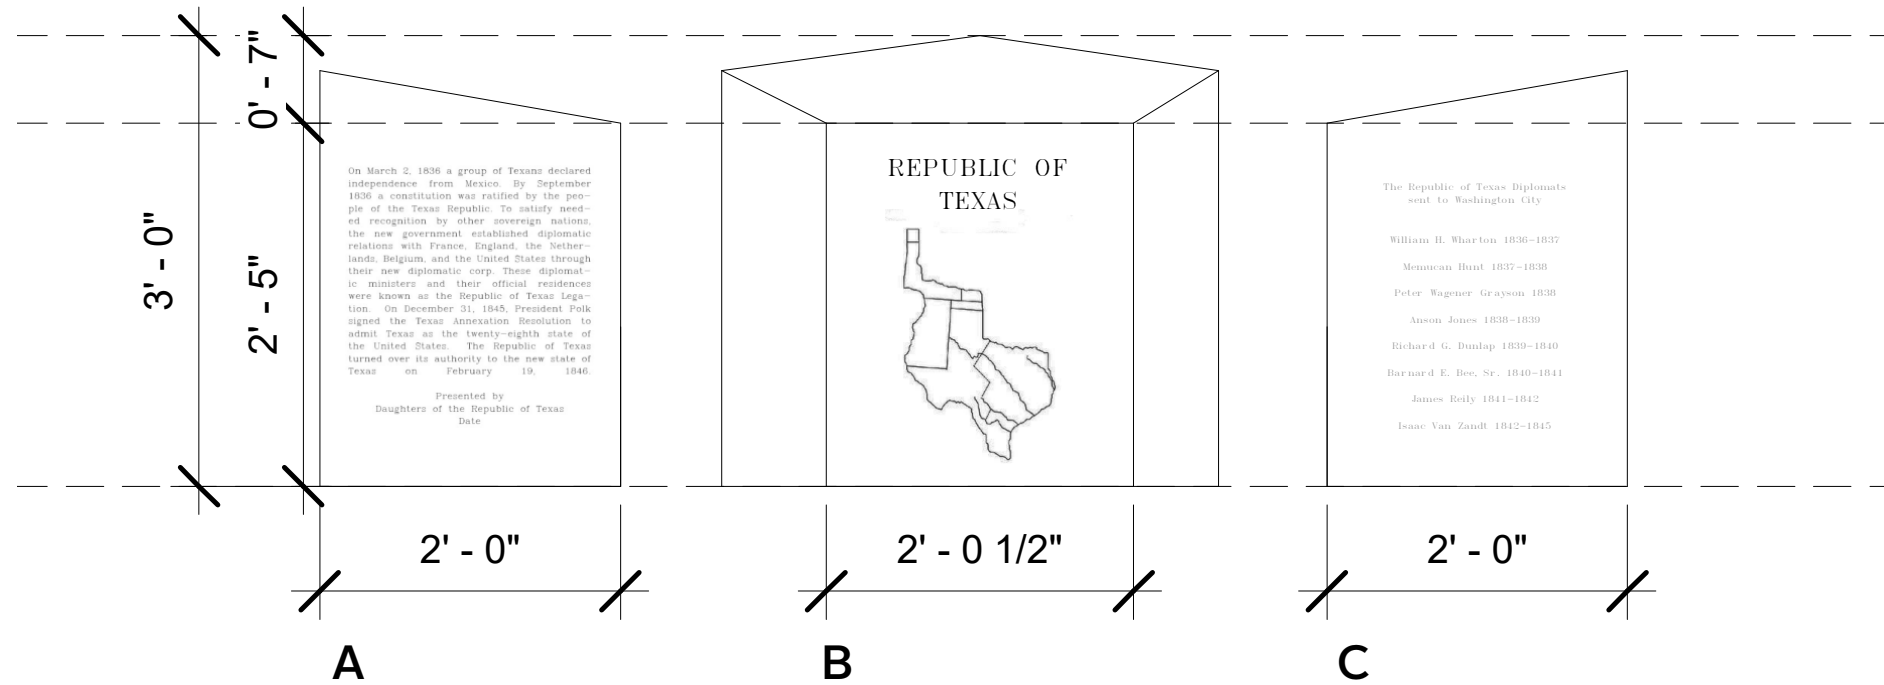 3' - 0"
0' - 7"
2' - 5"
On March 2, 1836 a group of Texans declared
independence from Mexico. By September
1836 a constitution was ratified by the peo-
ple of the Texas Republic. To satisfy need-
ed recognition by other sovereign nations,
the new government established diplomatic
relations with France, England, the Nether-
lands, Belgium, and the United States through
their new diplomatic corp. These diplomat-
ic ministers and their official residences
were known as the Republic of Texas Lega-
tion. On December 31, 1845, President Polk
signed the Texas Annexation Resolution to
admit Texas as the twenty-eighth state of
the United States. The Republic of Texas
turned over its authority to the new state of
Texas on February 19, 1846.
Presented by
Daughters of the Republic of Texas
Date
2' - 0"
A
REPUBLIC OF
TEXAS
2' - 0 1/2"
B
The Republic of Texas Diplomats
sent to Washington City
William H. Wharton 1836-1837
Memucan Hunt 1837-1838
Peter Wagener Grayson 1838
Anson Jones 1838-1839
Richard G. Dunlap 1839-1840
Barnard E. Bee, Sr. 1840-1841
James Reily 1841-1842
Isaac Van Zandt 1842-1845
2' - 0"
C